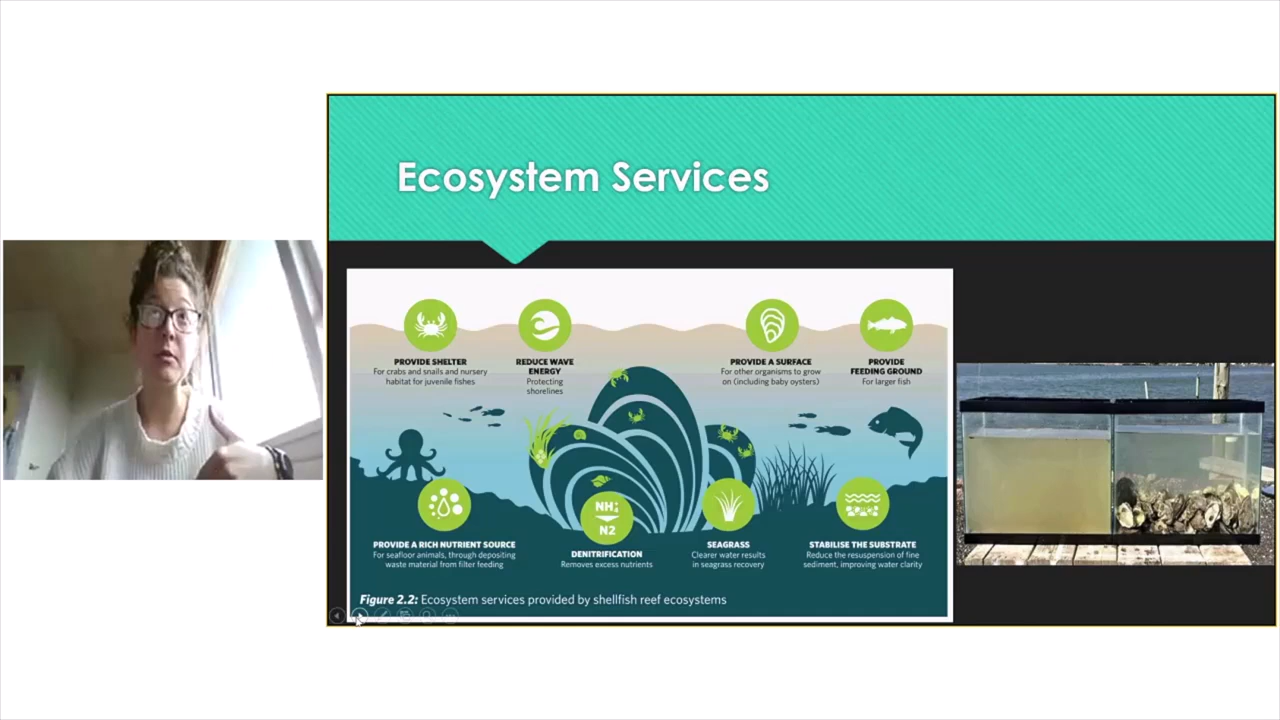 Ecosystem Services
PROVIDE SHELTER
For crabs and snails and nursery
habitat for juvenile fishes
REDUCE WAVE
ENERGY
Protecting
shorelines
PROVIDE A SURFACE
For other organisms to grow
on (including baby oysters)
PROVIDE
FEEDING GROUND
For larger fish
PROVIDE A RICH NUTRIENT SOURCE
For seafloor animals, through depositing
waste material from filter feeding
NH
N2
DENITRIFICATION
Removes excess nutrients
SEAGRASS
Clearer water results
in seagrass recovery
STABILISE THE SUBSTRATE
Reduce the resuspension of fine
sediment, improving water clarity
Figure 2.2: Ecosystem services provided by shellfish reef ecosystems